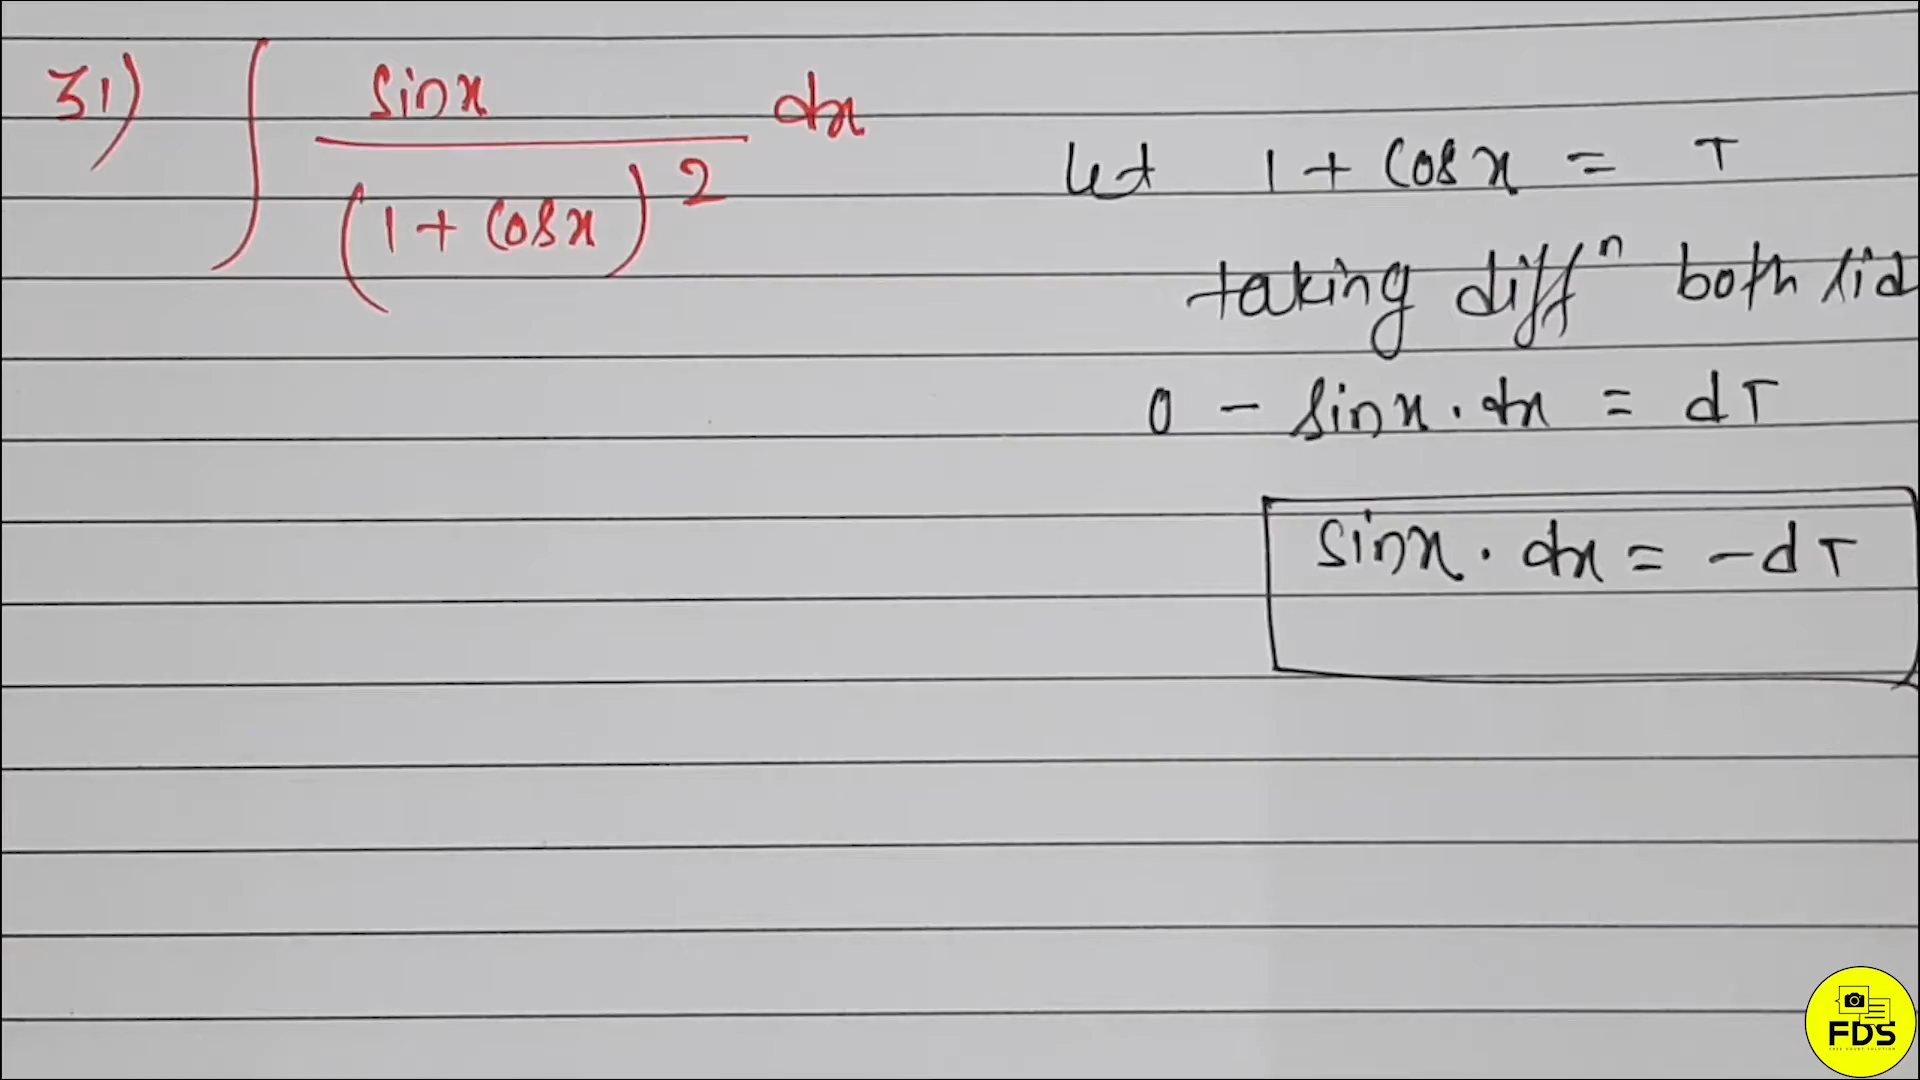 31) ∫ sinx / (1 + cosx)² dx
let 1 + cosx = T
taking diffⁿ both sid
0 - sinx . dx = dT
sinx . dx = -dT
FDS